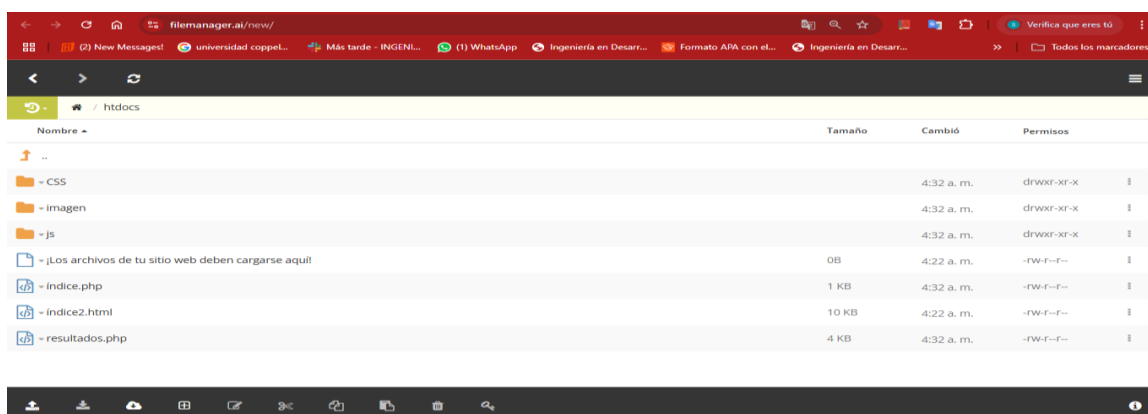 filemanager.ai/new/
Verifica que eres tú
(2) New Messages!
universidad coppel...
Más tarde - INGENI...
(1) WhatsApp
Ingeniería en Desarr...
Formato APA con el...
Ingeniería en Desarr...
»
Todos los marcadores
/ htdocs
Nombre Tamaño Cambió Permisos
..
CSS 4:32 a. m. drwxr-xr-x
imagen 4:32 a. m. drwxr-xr-x
js 4:32 a. m. drwxr-xr-x
¡Los archivos de tu sitio web deben cargarse aquí! 0B 4:22 a. m. -rw-r--r--
índice.php 1 KB 4:32 a. m. -rw-r--r--
índice2.html 10 KB 4:22 a. m. -rw-r--r--
resultados.php 4 KB 4:32 a. m. -rw-r--r--